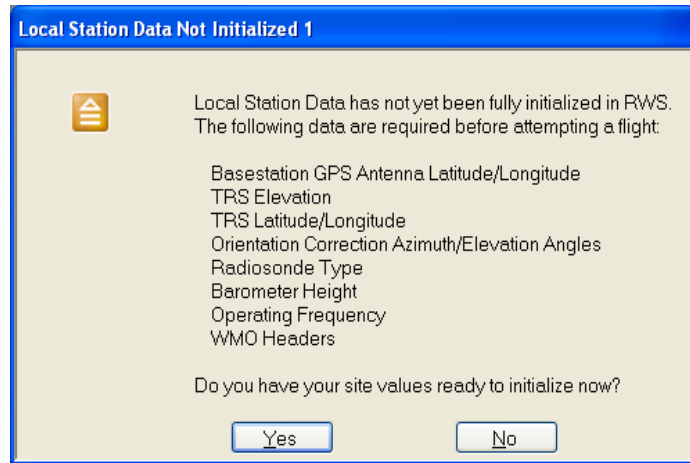 Local Station Data Not Initialized 1
Local Station Data has not yet been fully initialized in RWS.
The following data are required before attempting a flight:
Basestation GPS Antenna Latitude/Longitude
TRS Elevation
TRS Latitude/Longitude
Orientation Correction Azimuth/Elevation Angles
Radiosonde Type
Barometer Height
Operating Frequency
WMO Headers
Do you have your site values ready to initialize now?
Yes
No